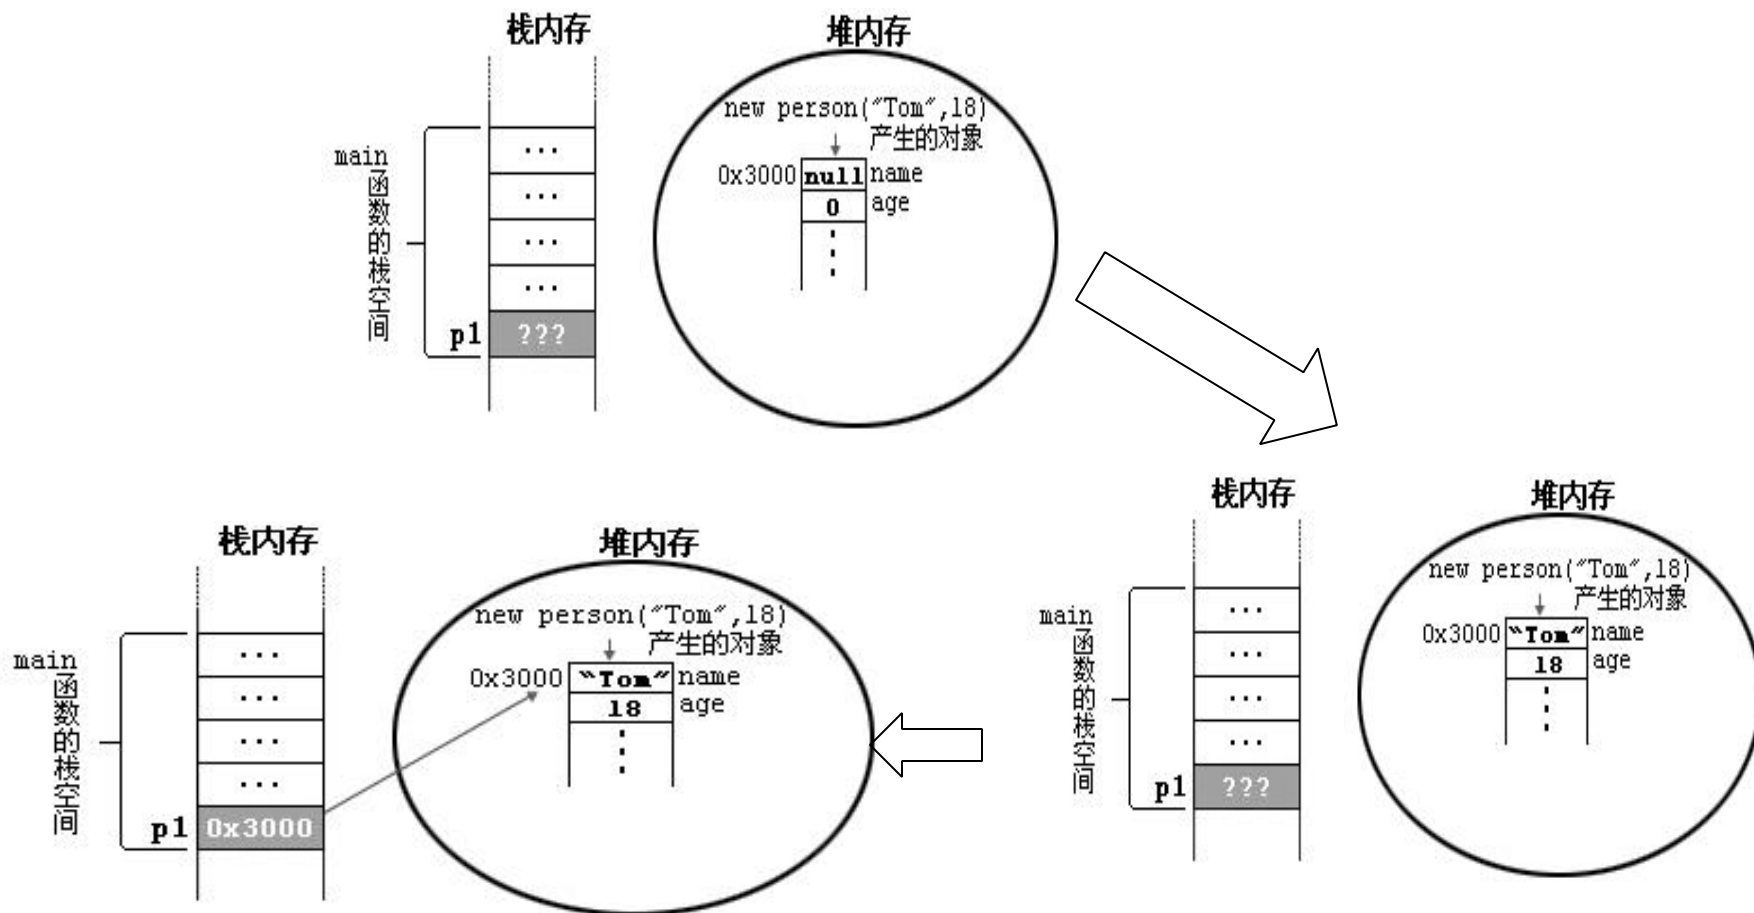 栈内存
堆内存
new person("Tom",18)
产生的对象
main
函数的栈空间
...
...
...
...
p1 ???
0x3000 null name
0 age
栈内存
堆内存
new person("Tom",18)
产生的对象
main
函数的栈空间
...
...
...
...
p1 ???
0x3000 "Tom" name
18 age
栈内存
堆内存
new person("Tom",18)
产生的对象
main
函数的栈空间
...
...
...
...
p1 0x3000
0x3000 "Tom" name
18 age